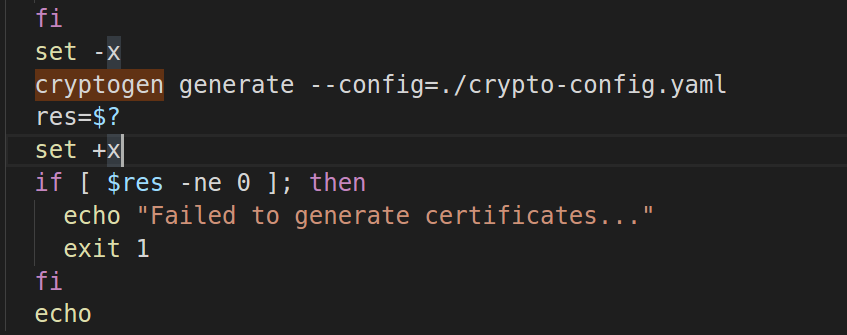 fi
set -x
cryptogen generate --config=./crypto-config.yaml
res=$?
set +x
if [ $res -ne 0 ]; then
  echo "Failed to generate certificates..."
  exit 1
fi
echo